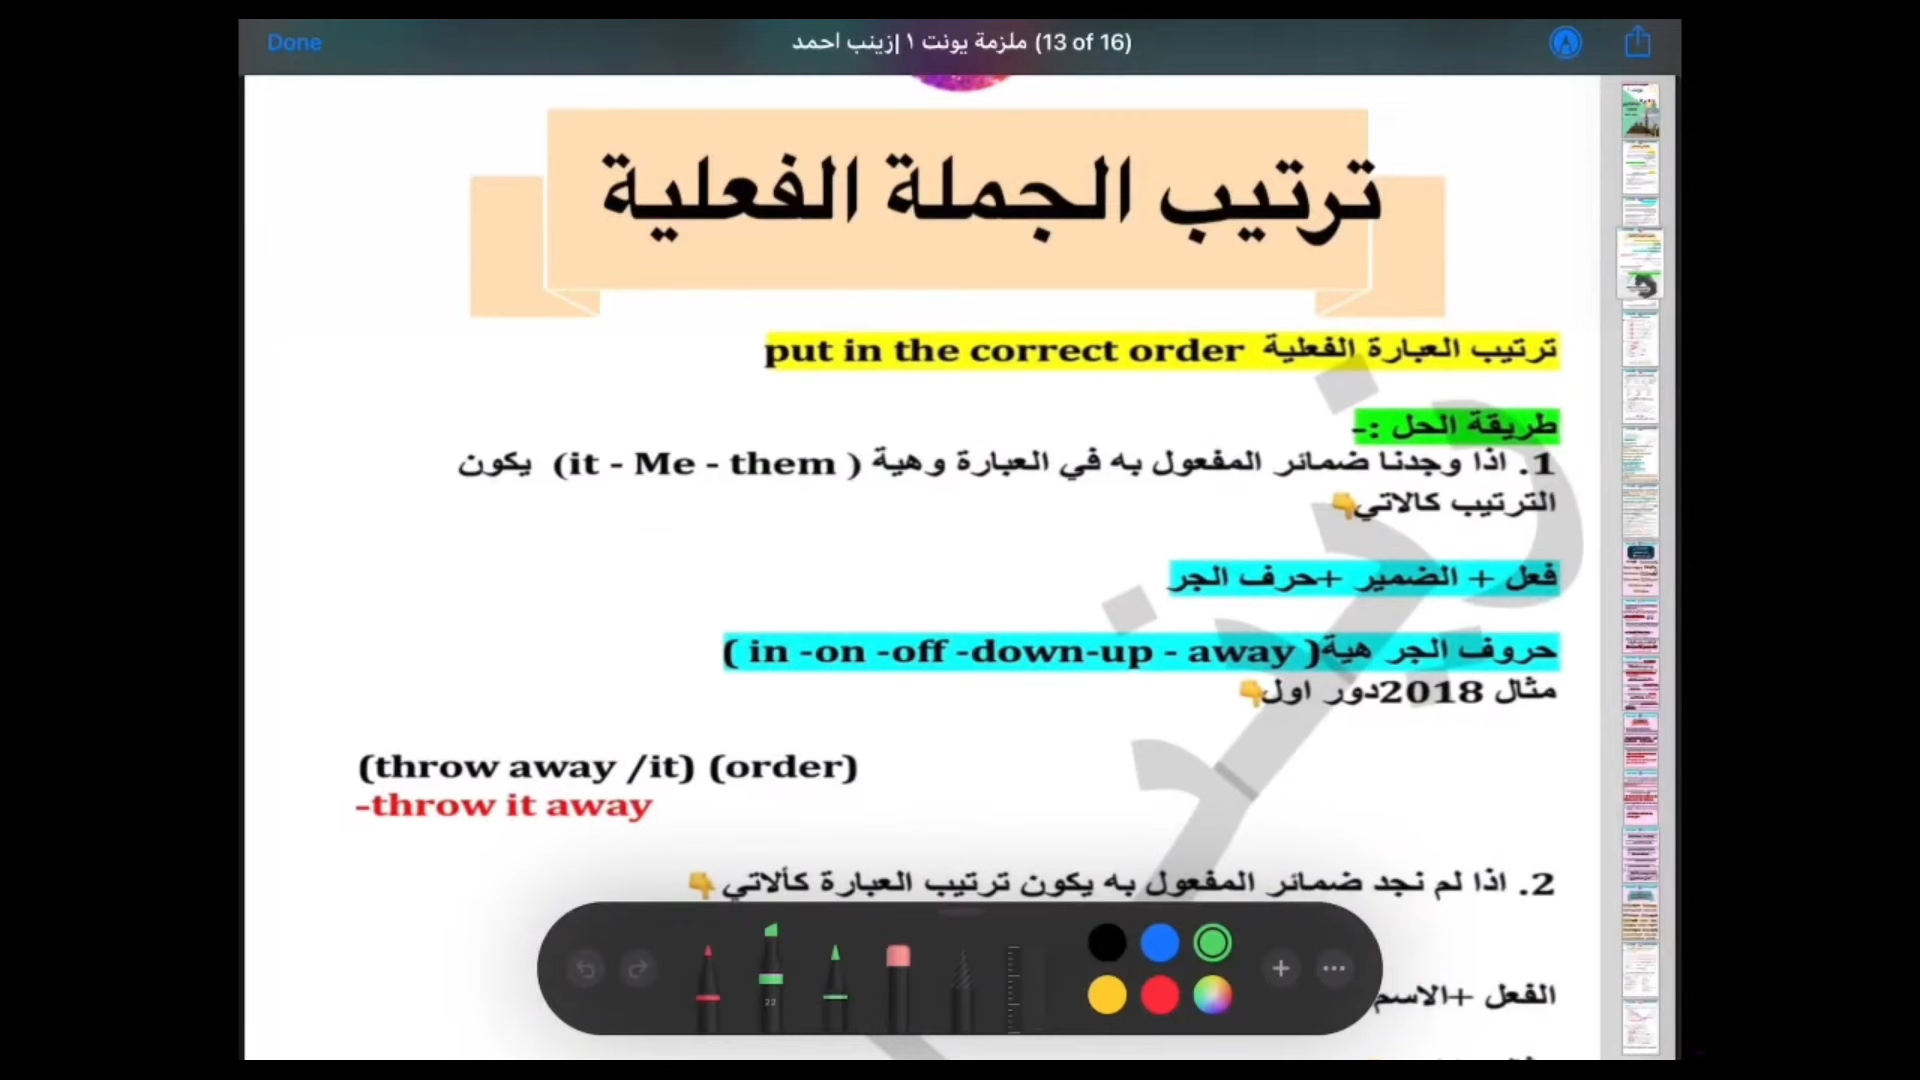 Done
ملزمة يونت ١ |زينب احمد (13 of 16)
ترتيب الجملة الفعلية
ترتيب العبارة الفعلية put in the correct order
طريقة الحل :-
1. اذا وجدنا ضمائر المفعول به في العبارة وهية ( it - Me - them) يكون
الترتيب كالاتي👇
فعل + الضمير +حرف الجر
حروف الجر هية( in -on -off -down-up - away )
مثال 2018دور اول👇
(throw away /it) (order)
-throw it away
2. اذا لم نجد ضمائر المفعول به يكون ترتيب العبارة كألاتي👇
الفعل +الاسم
22